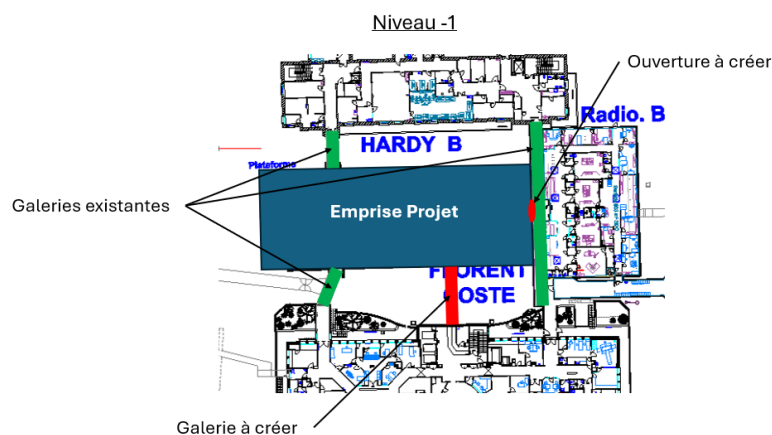 Niveau -1
Ouverture à créer
Radio. B
HARDY B
Plateforme
Galeries existantes
Emprise Projet
FLORENT
COSTE
Galerie à créer